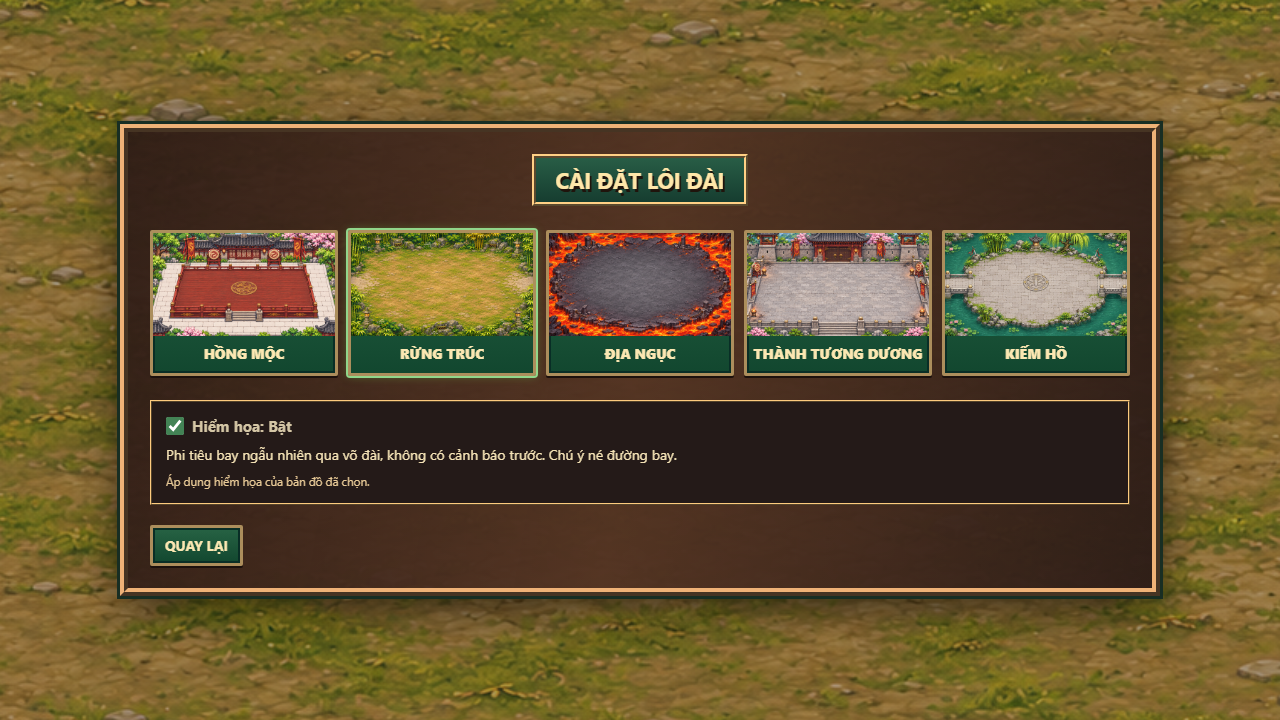 CÀI ĐẶT LÔI ĐÀI
HỒNG MỘC
RỪNG TRÚC
ĐỊA NGỤC
THÀNH TƯƠNG DƯƠNG
KIẾM HỒ
Hiểm họa: Bật
Phi tiêu bay ngẫu nhiên qua võ đài, không có cảnh báo trước. Chú ý né đường bay.
Áp dụng hiểm họa của bản đồ đã chọn.
QUAY LẠI